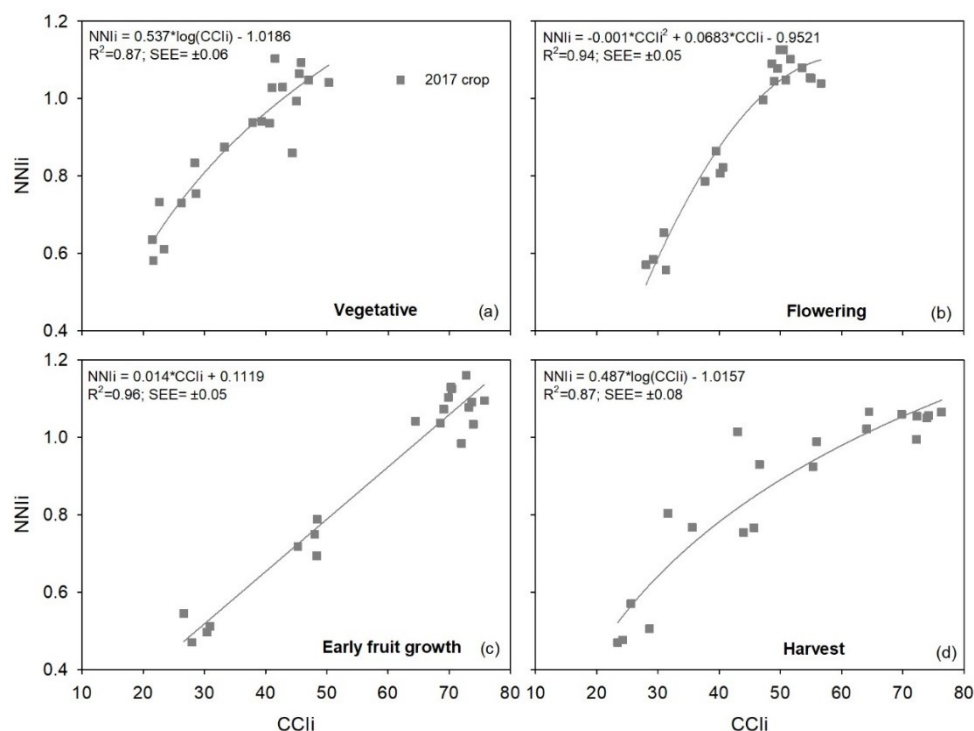 NNIi = 0.537*log(CCIi) - 1.0186
R²=0.87; SEE= ±0.06
2017 crop
Vegetative
(a)
NNIi = -0.001*CCIi² + 0.0683*CCIi - 0.9521
R²=0.94; SEE= ±0.05
Flowering
(b)
1.2
1.0
0.8
0.6
0.4
NNIi
NNIi = 0.014*CCIi + 0.1119
R²=0.96; SEE= ±0.05
Early fruit growth
(c)
NNIi = 0.487*log(CCIi) - 1.0157
R²=0.87; SEE= ±0.08
Harvest
(d)
1.2
1.0
0.8
0.6
0.4
NNIi
10 20 30 40 50 60 70 80
10 20 30 40 50 60 70 80
CCIi
CCIi